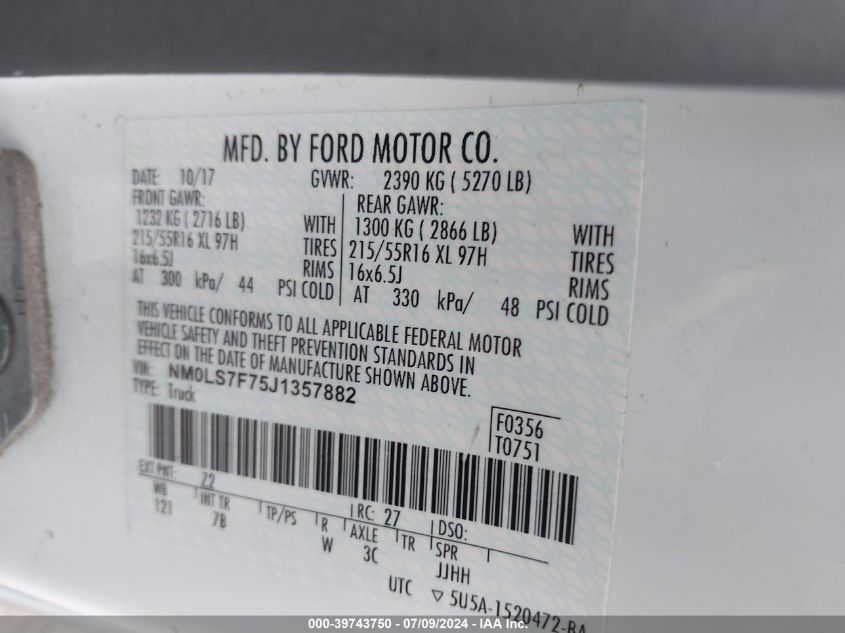 MFD. BY FORD MOTOR CO.
DATE: 10/17 GVWR: 2390 KG ( 5270 LB)
FRONT GAWR: REAR GAWR:
1232 KG ( 2716 LB) WITH 1300 KG ( 2866 LB) WITH
215/55R16 XL 97H TIRES 215/55R16 XL 97H TIRES
16x6.5J RIMS 16x6.5J RIMS
AT 300 kPa/ 44 PSI COLD AT 330 kPa/ 48 PSI COLD
THIS VEHICLE CONFORMS TO ALL APPLICABLE FEDERAL MOTOR
VEHICLE SAFETY AND THEFT PREVENTION STANDARDS IN
EFFECT ON THE DATE OF MANUFACTURE SHOWN ABOVE.
VIN: NM0LS7F75J1357882
TYPE: Truck
F0356
T0751
EXT PNT: Z2 RC: 27 DSO:
WB INT TR TP/PS R AXLE TR SPR
121 7B W 3C JJHH
UTC ▽ 5U5A-1520472-BA
000-39743750 | 07/09/2024 - IAA Inc.